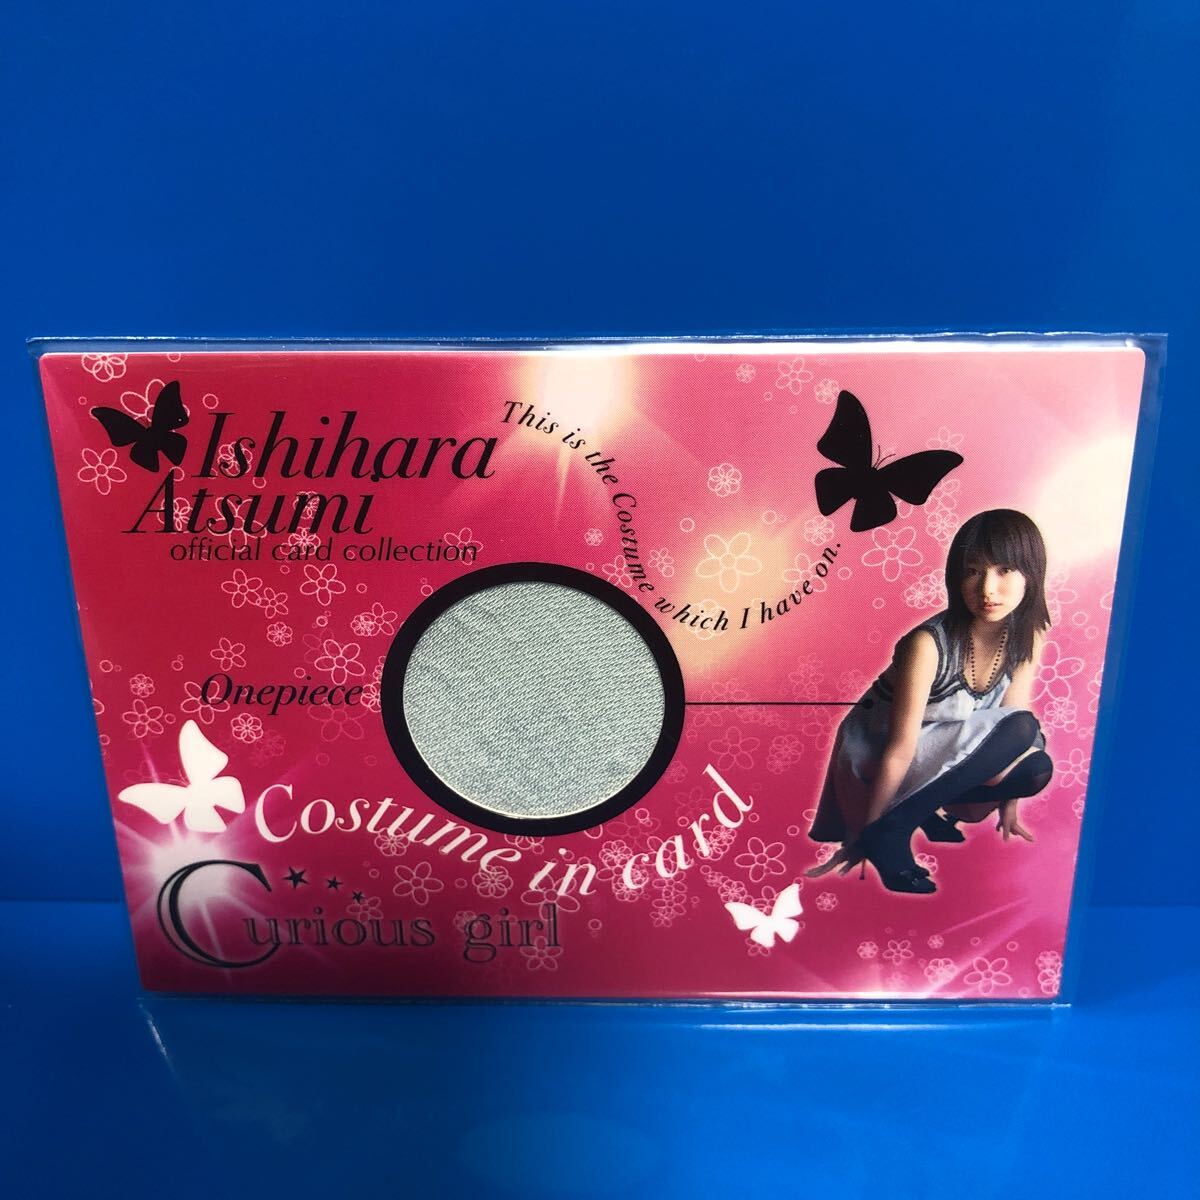 Ishihara
Atsumi
official card collection
This is the Costume which I have on.
Onepiece
Costume in card
Curious girl